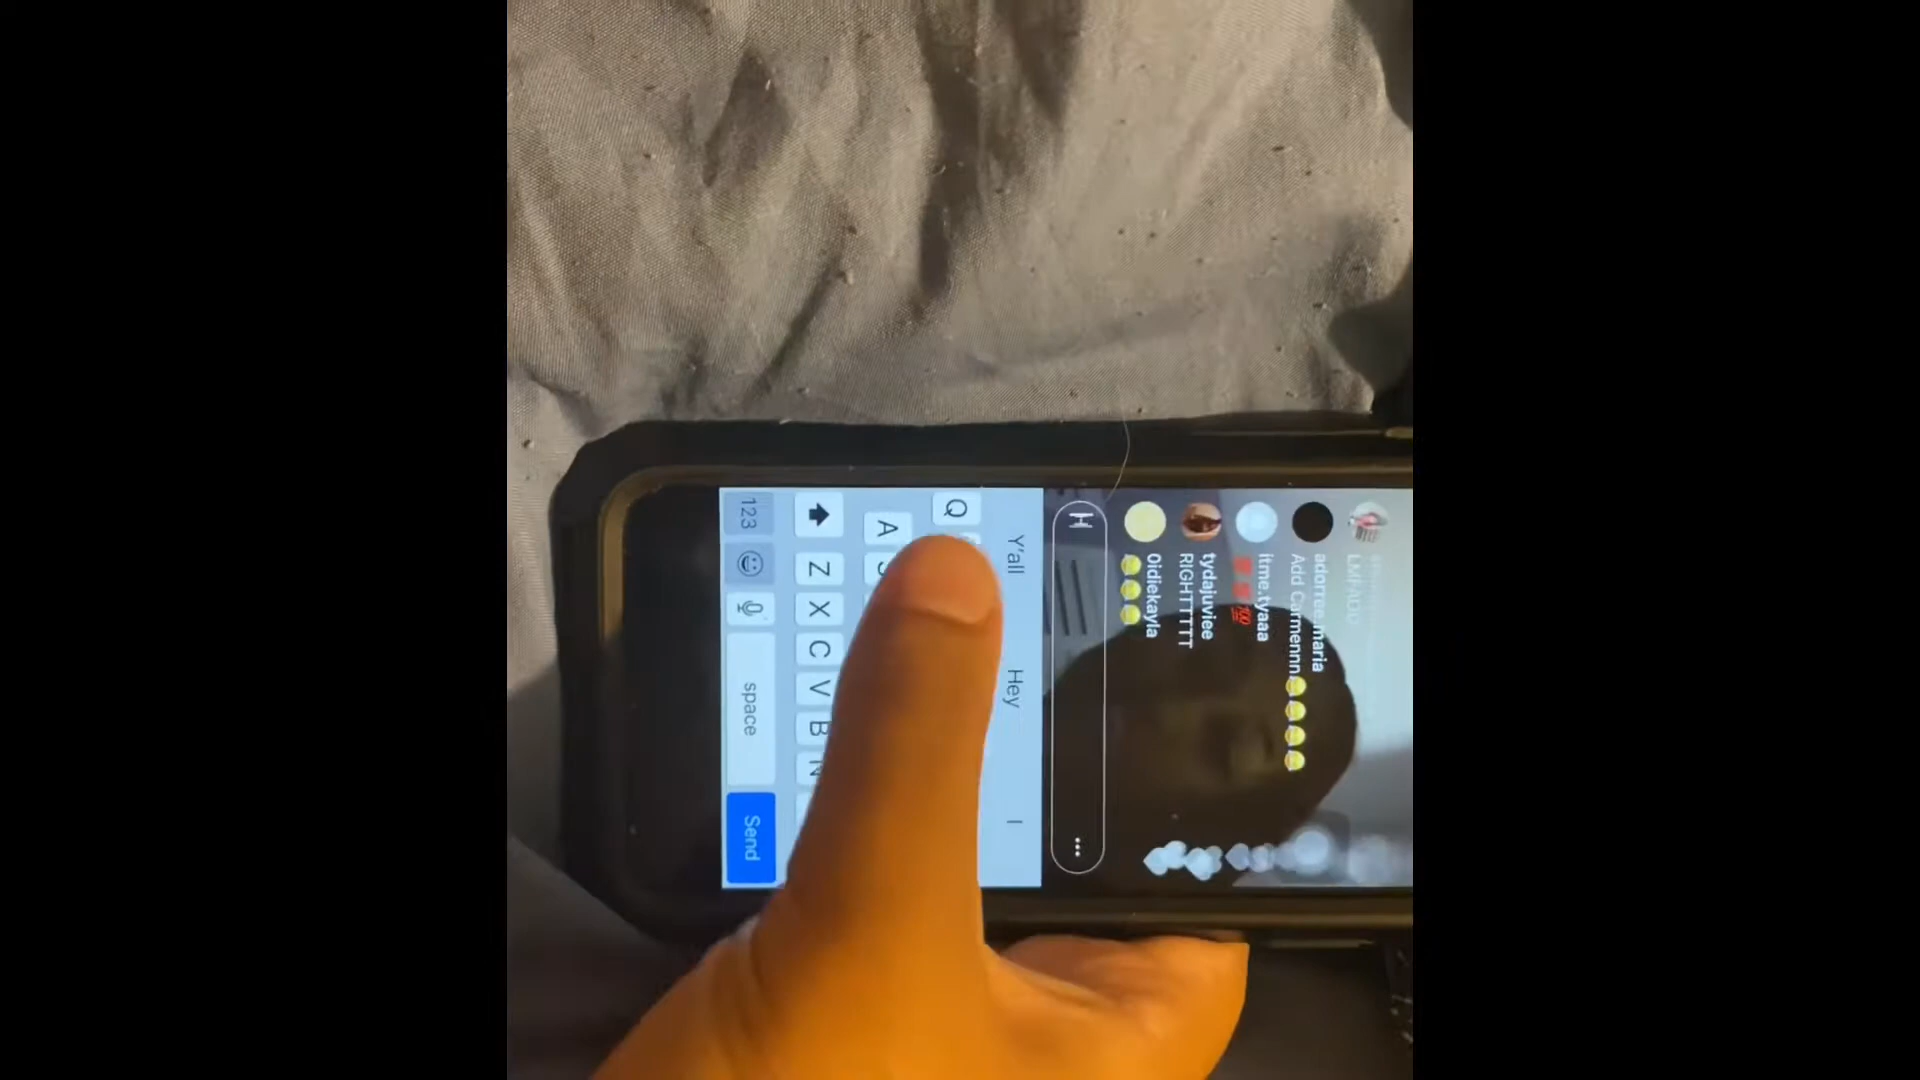 LMFAOO
adorree.maria
Add Carmennn😂😂😂😂
itme.tyaaa
💯
tydajuviee
RIGHTTTTT
0idiekayla
😂😂😂
H
...
Y'all Hey I
Q
A
Z X C V B N
123 space Send